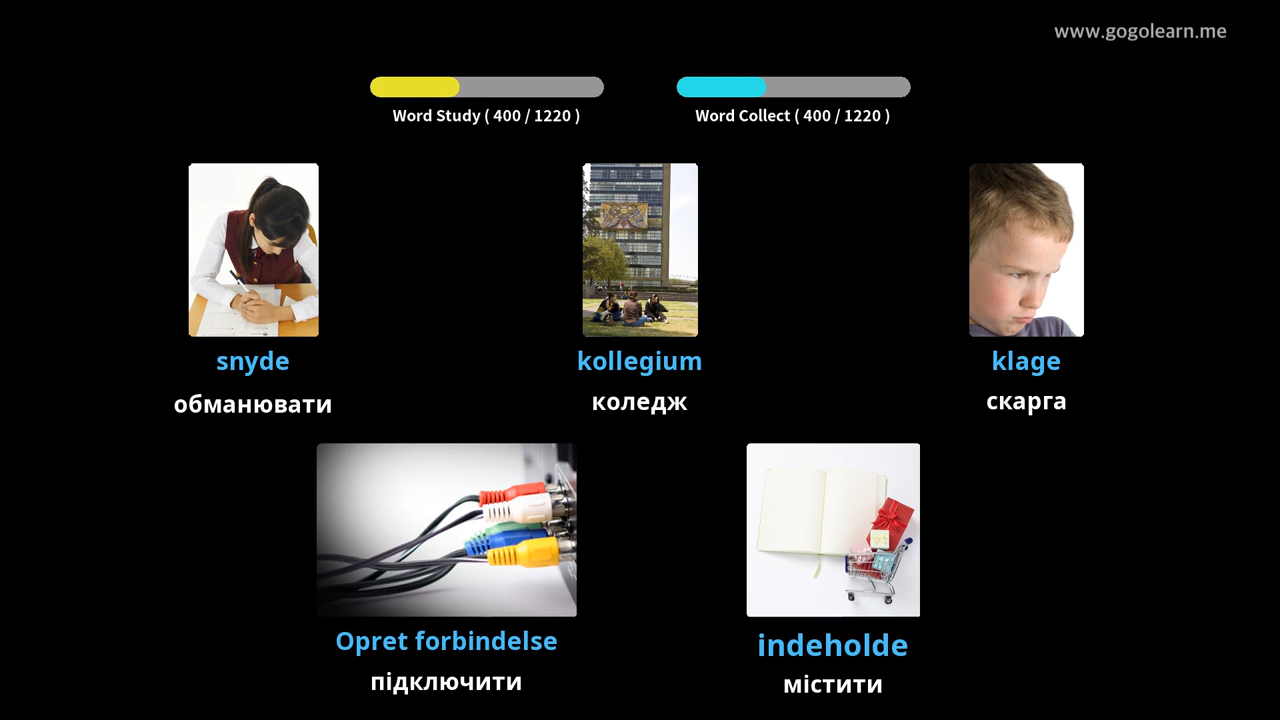 www.gogolearn.me
Word Study ( 400 / 1220 )
Word Collect ( 400 / 1220 )
snyde
обманювати
kollegium
коледж
klage
скарга
Opret forbindelse
підключити
indeholde
містити